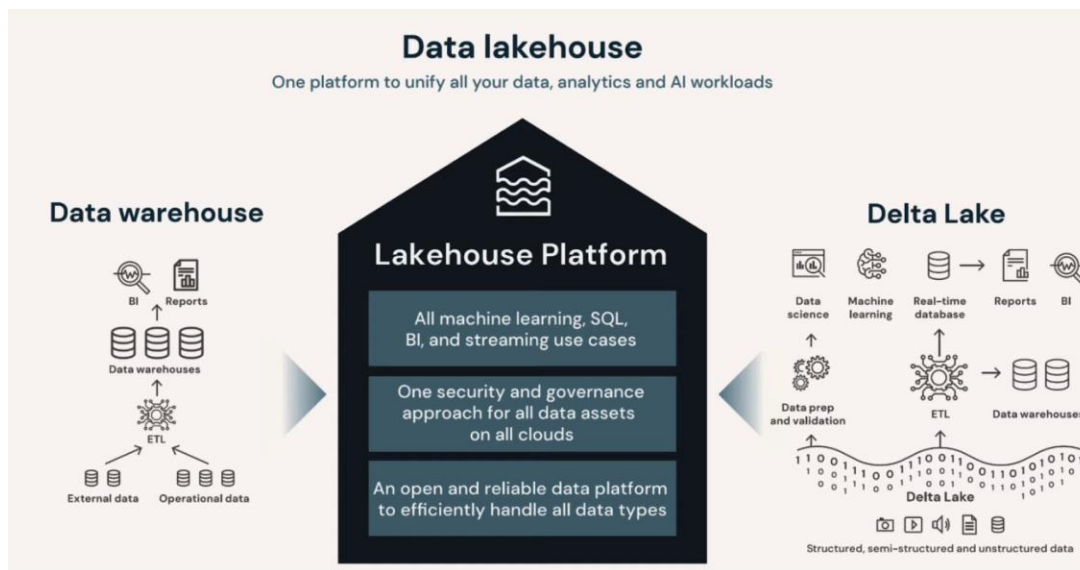 Data lakehouse
One platform to unify all your data, analytics and AI workloads
Data warehouse
BI
Reports
Data warehouses
ETL
External data
Operational data
Lakehouse Platform
All machine learning, SQL,
BI, and streaming use cases
One security and governance
approach for all data assets
on all clouds
An open and reliable data platform
to efficiently handle all data types
Delta Lake
Data
science
Machine
learning
Real-time
database
Reports
BI
Data prep
and validation
ETL
Data warehouses
Delta Lake
Structured, semi-structured and unstructured data